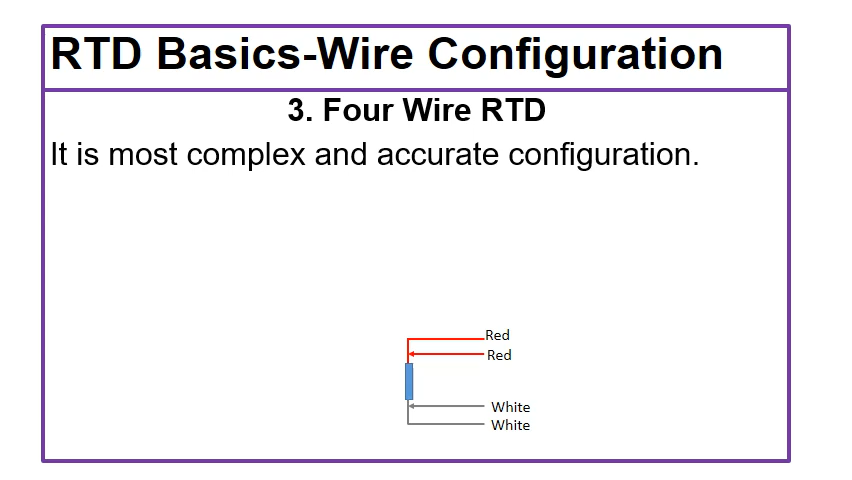 RTD Basics-Wire Configuration
3. Four Wire RTD
It is most complex and accurate configuration.
Red
Red
White
White